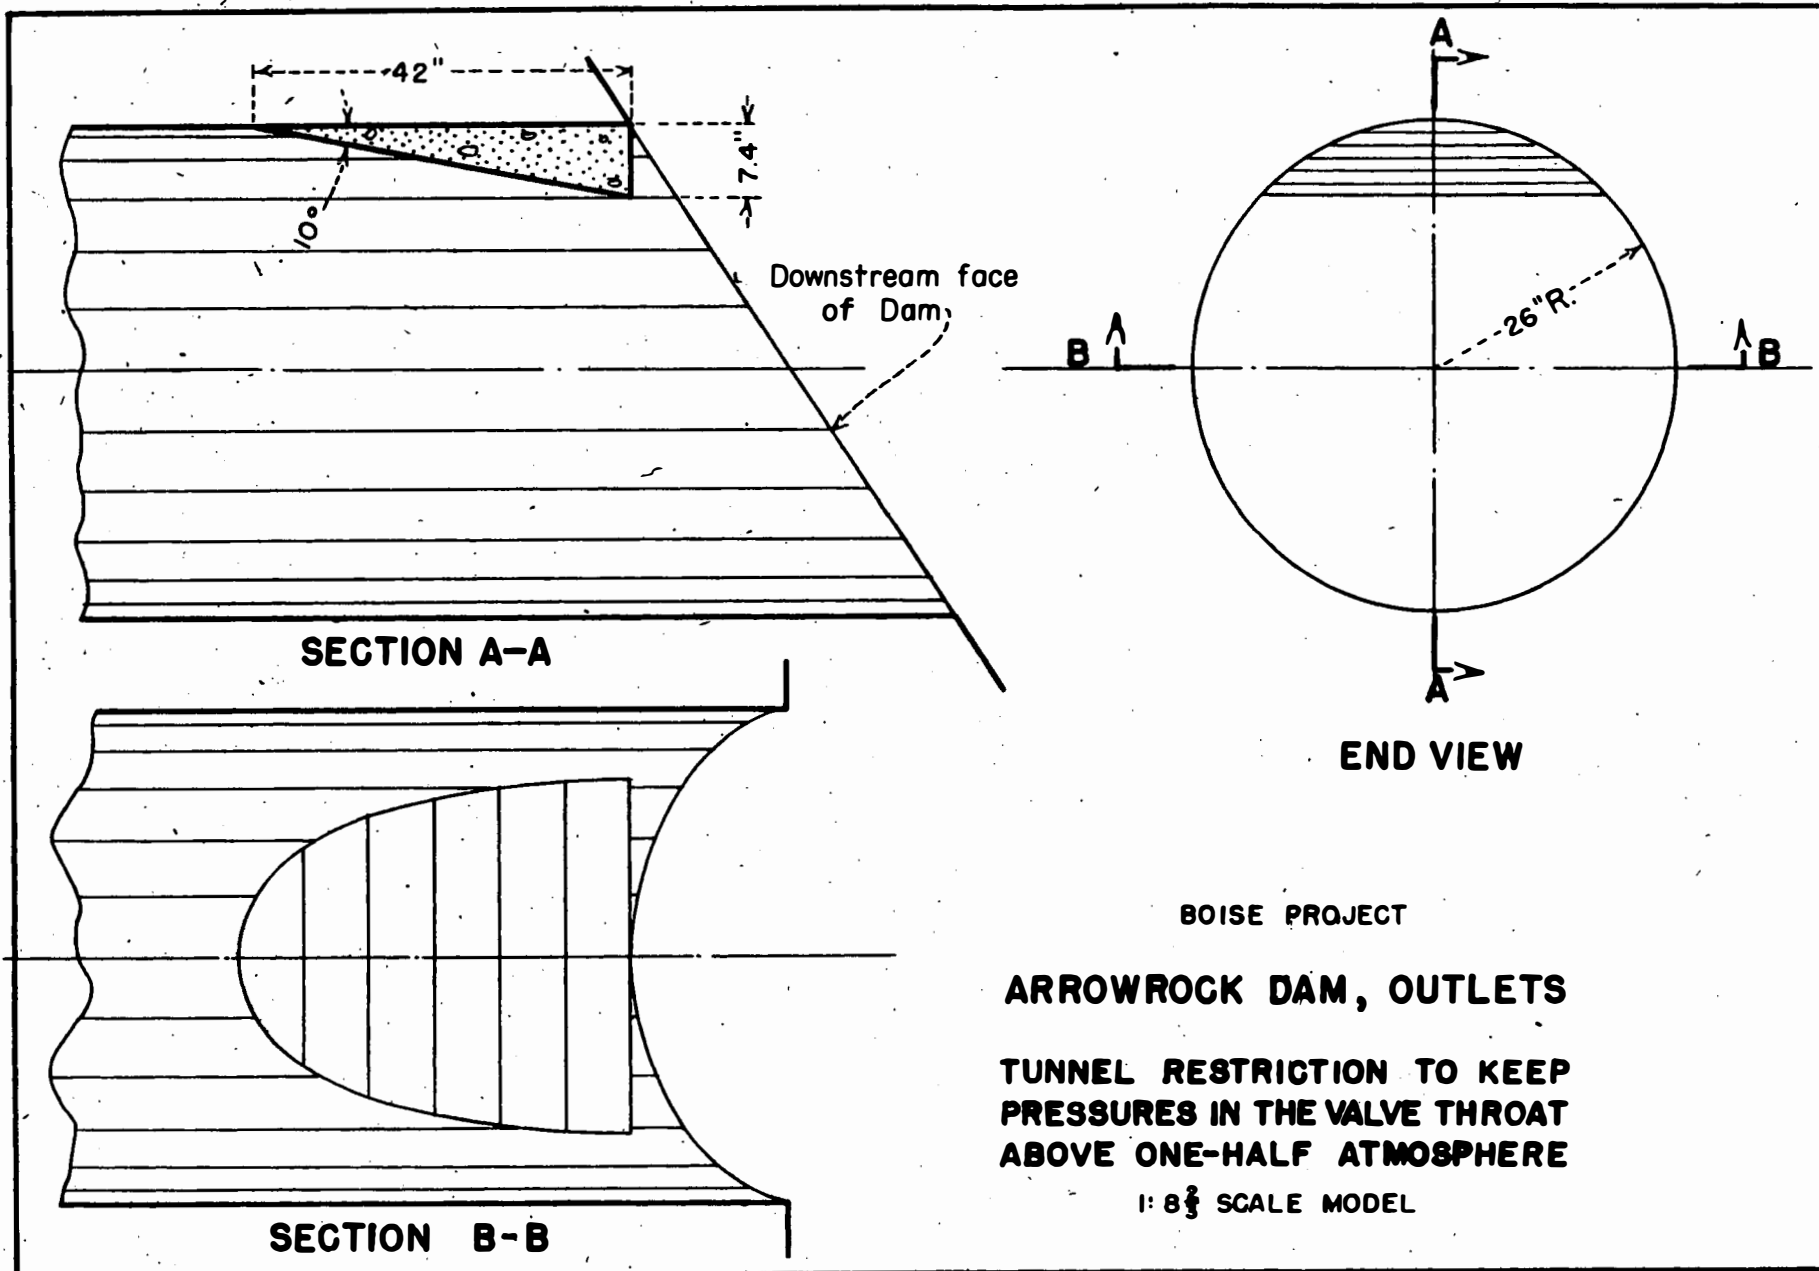 42"
7.4"
10°
Downstream face
of Dam
SECTION A-A
A
26"R.
B
B
A
END VIEW
SECTION B-B
BOISE PROJECT
ARROWROCK DAM, OUTLETS
TUNNEL RESTRICTION TO KEEP
PRESSURES IN THE VALVE THROAT
ABOVE ONE-HALF ATMOSPHERE
1:8⅔ SCALE MODEL